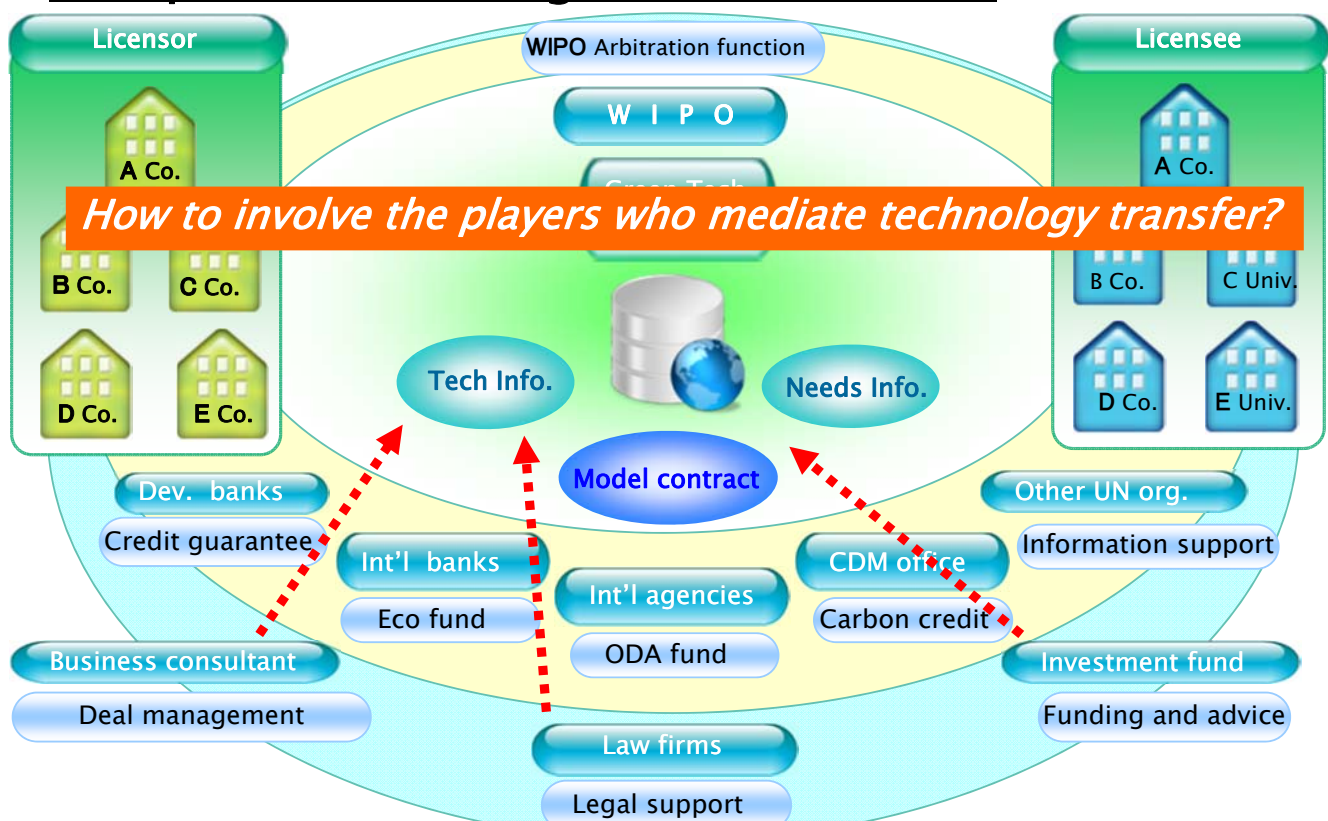 Licensor
WIPO Arbitration function
Licensee
W I P O
A Co.
A Co.
Green Tech
How to involve the players who mediate technology transfer?
B Co.
C Co.
B Co.
C Univ.
Tech Info.
Needs Info.
D Co.
E Co.
D Co.
E Univ.
Model contract
Dev. banks
Credit guarantee
Other UN org.
Information support
Int'l banks
Eco fund
Int'l agencies
ODA fund
CDM office
Carbon credit
Business consultant
Deal management
Investment fund
Funding and advice
Law firms
Legal support